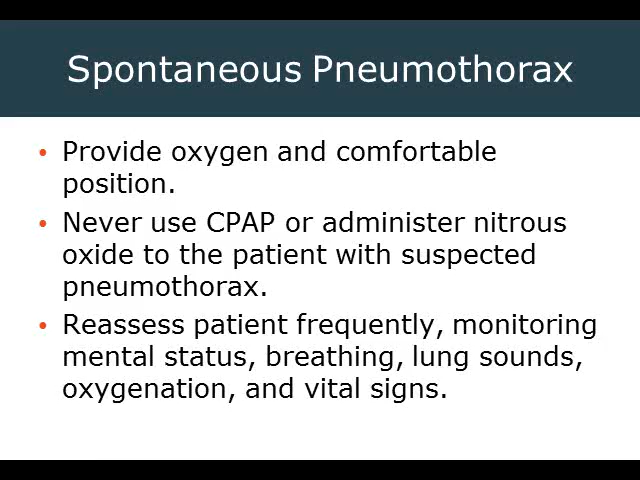 Spontaneous Pneumothorax
• Provide oxygen and comfortable
position.
• Never use CPAP or administer nitrous
oxide to the patient with suspected
pneumothorax.
• Reassess patient frequently, monitoring
mental status, breathing, lung sounds,
oxygenation, and vital signs.